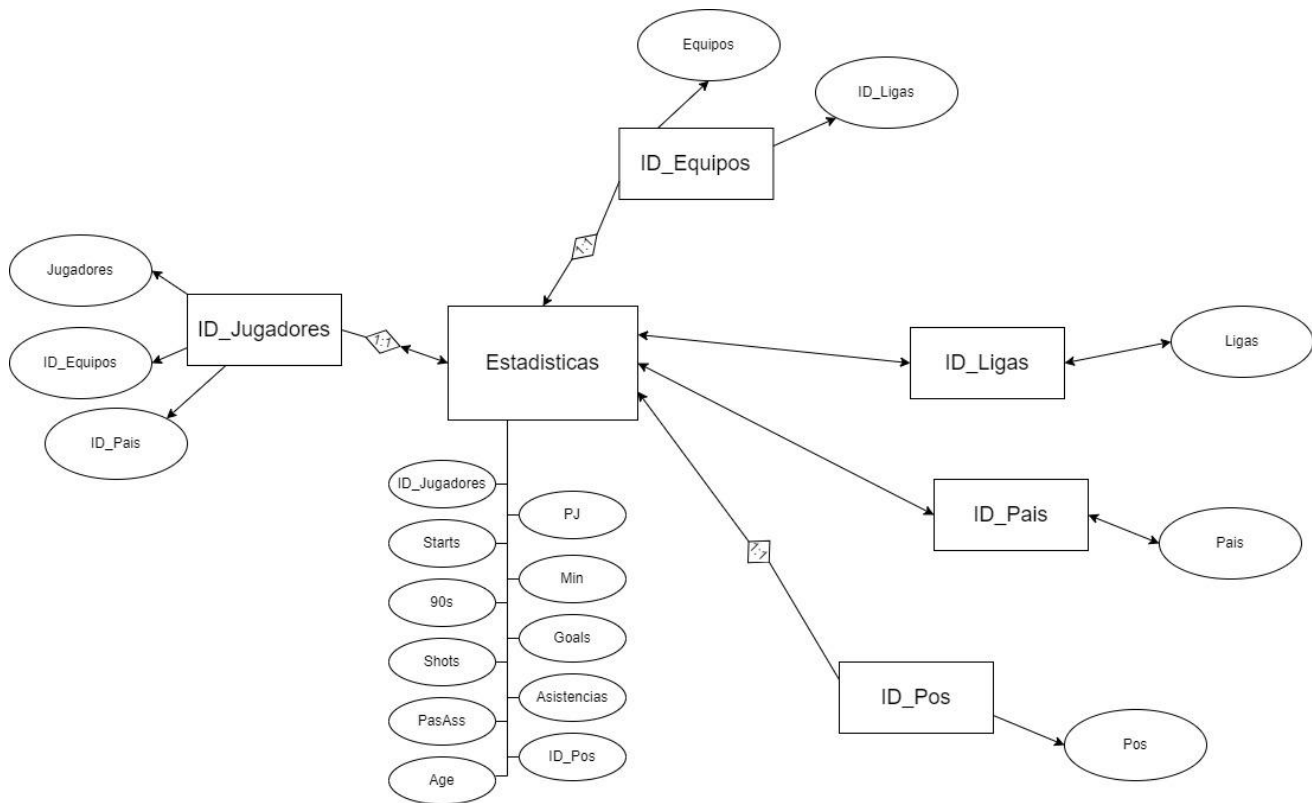 Equipos
ID_Ligas
ID_Equipos
1:1
Jugadores
ID_Jugadores
1:1
ID_Equipos
ID_Pais
Estadisticas
ID_Ligas
Ligas
ID_Pais
Pais
1:1
ID_Pos
Pos
ID_Jugadores
PJ
Starts
Min
90s
Goals
Shots
Asistencias
PasAss
ID_Pos
Age